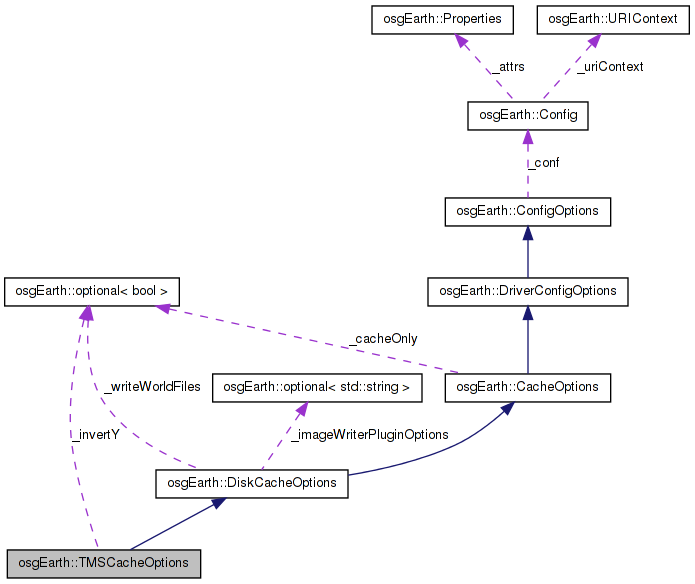 osgEarth::Properties
osgEarth::URIContext
_attrs
_uriContext
osgEarth::Config
_conf
osgEarth::ConfigOptions
osgEarth::optional< bool >
osgEarth::DriverConfigOptions
_cacheOnly
_writeWorldFiles
osgEarth::optional< std::string >
osgEarth::CacheOptions
_invertY
_imageWriterPluginOptions
osgEarth::DiskCacheOptions
osgEarth::TMSCacheOptions